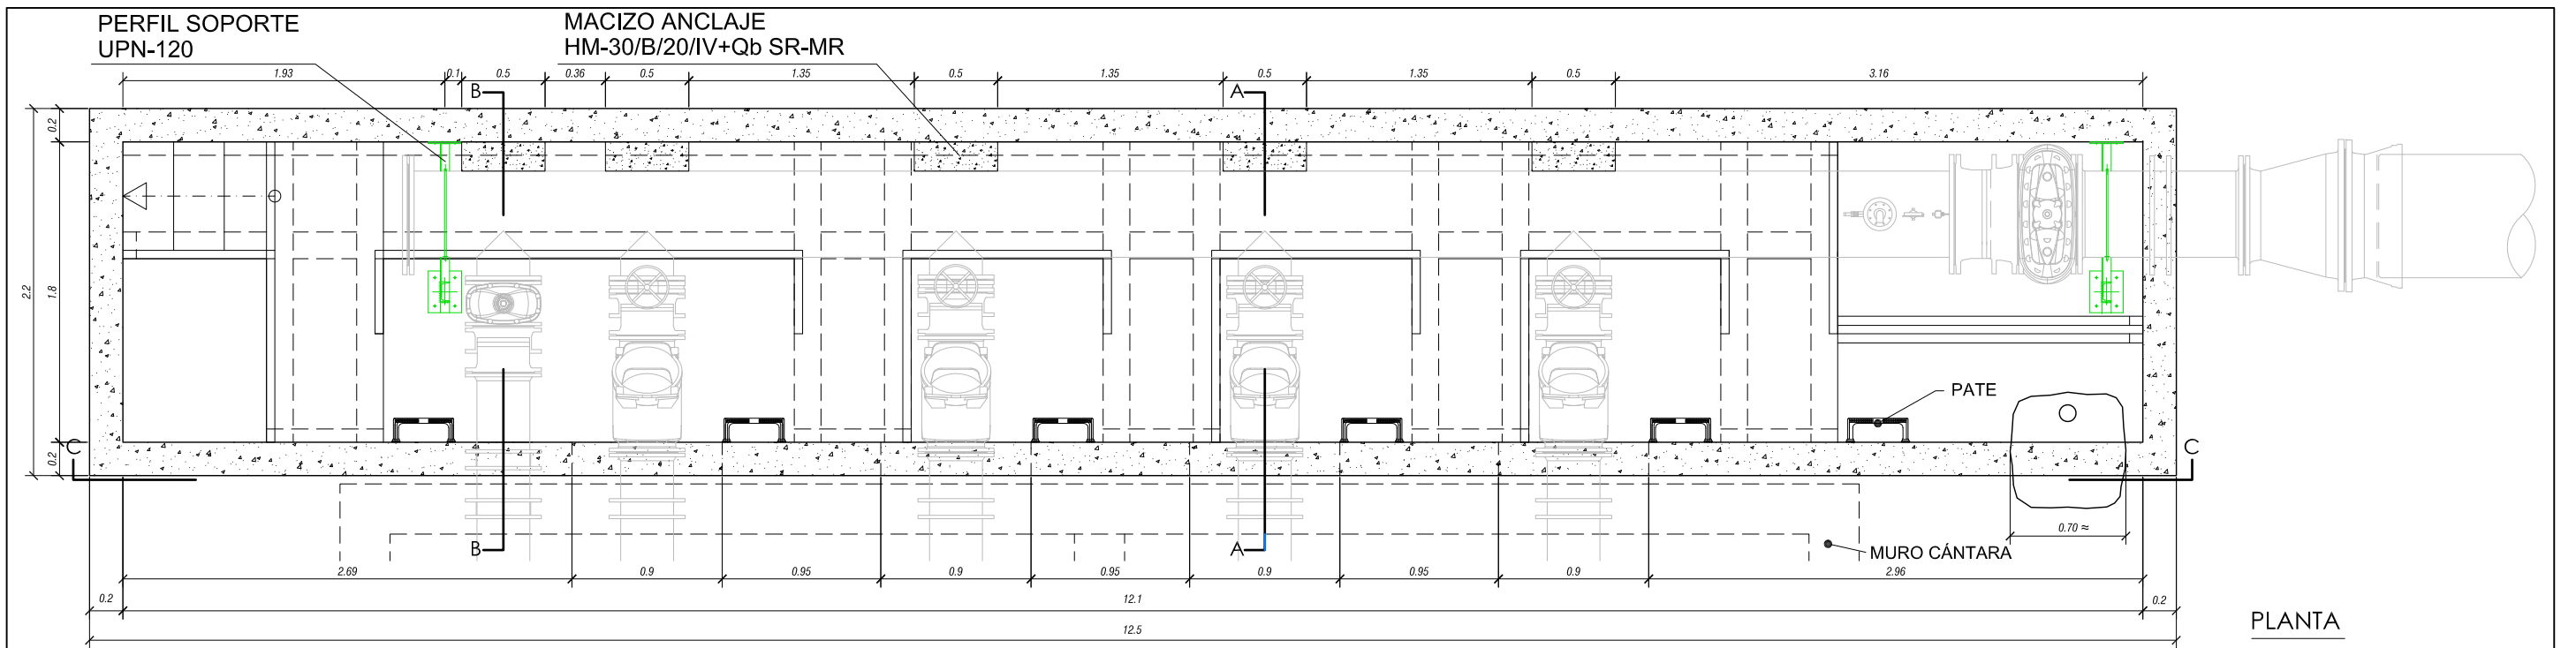 PERFIL SOPORTE
UPN-120
MACIZO ANCLAJE
HM-30/B/20/IV+Qb SR-MR
1.93
0.1
0.5
0.36
0.5
1.35
0.5
1.35
0.5
1.35
0.5
3.16
B
A
0.2
2.2
1.8
0.2
C
C
PATE
0.70 ≈
B
A
MURO CÁNTARA
2.69
0.9
0.95
0.9
0.95
0.9
0.95
0.9
2.96
0.2
12.1
0.2
12.5
PLANTA